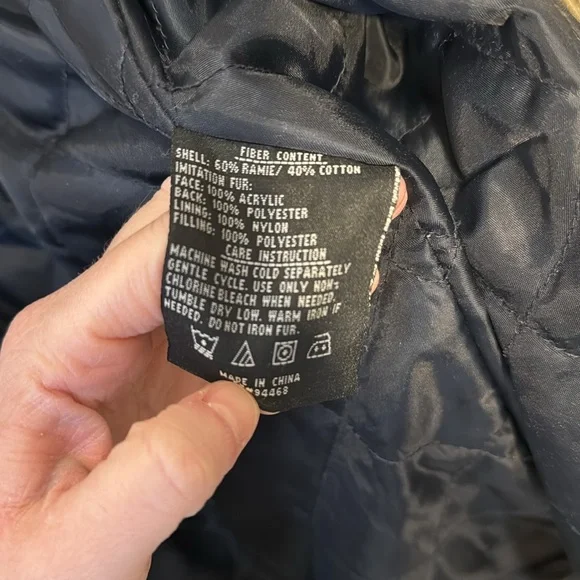 FIBER CONTENT
SHELL: 60% RAMIE/ 40% COTTON
IMITATION FUR:
FACE: 100% ACRYLIC
BACK: 100% POLYESTER
LINING: 100% NYLON
FILLING: 100% POLYESTER
CARE INSTRUCTION
MACHINE WASH COLD SEPARATELY
GENTLE CYCLE. USE ONLY NON-
CHLORINE BLEACH WHEN NEEDED.
TUMBLE DRY LOW. WARM IRON IF
NEEDED. DO NOT IRON FUR.
MADE IN CHINA
94468